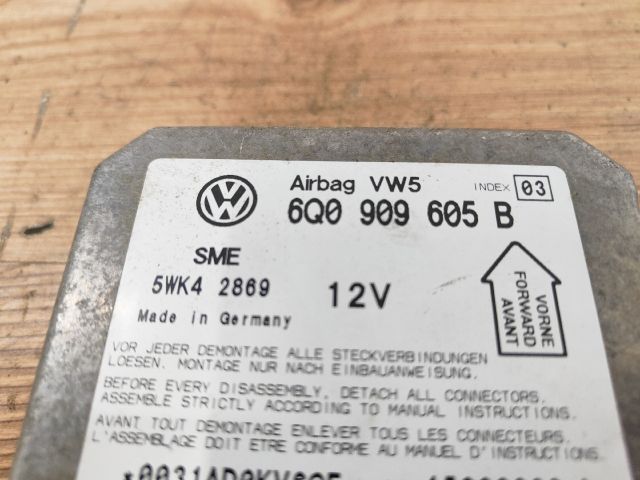 Airbag VW5 INDEX 03
6Q0 909 605 B
SME
5WK4 2869 12V
Made in Germany
VORNE
FORWARD
AVANT
VOR JEDER DEMONTAGE ALLE STECKVERBINDUNGEN
LOESEN. MONTAGE NUR NACH EINBAUANWEISUNG.
BEFORE EVERY DISASSEMBLY, DETACH ALL CONNECTORS.
ASSEMBLE STRICTLY ACCORDING TO MANUAL INSTRUCTIONS.
AVANT TOUT DEMONTAGE ENLEVER TOUS LES CONNECTEURS.
L'ASSEMBLAGE DOIT ETRE CONFORME AU MANUEL D'INSTRUCTIONS.